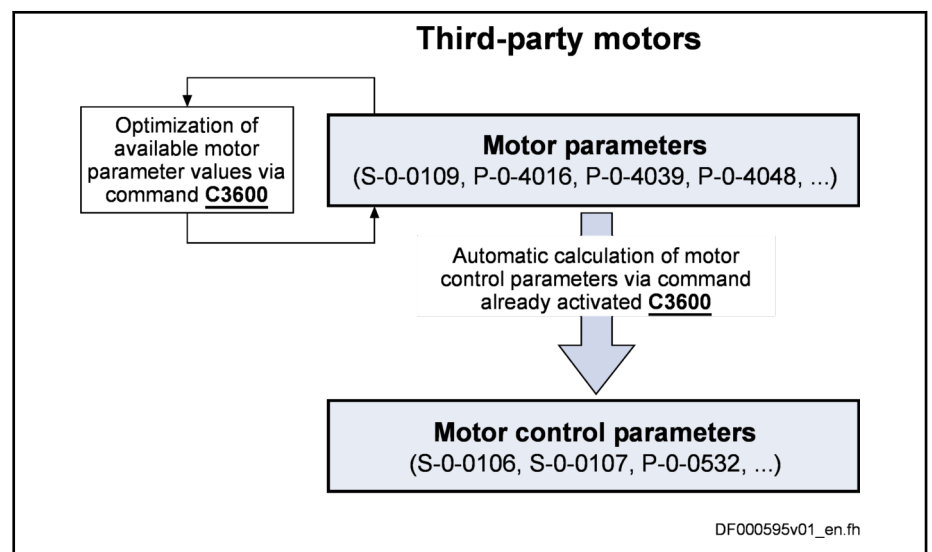 Third-party motors
Optimization of
available motor
parameter values via
command C3600
Motor parameters
(S-0-0109, P-0-4016, P-0-4039, P-0-4048, ...)
Automatic calculation of motor
control parameters via command
already activated C3600
Motor control parameters
(S-0-0106, S-0-0107, P-0-0532, ...)
DF000595v01_en.fh